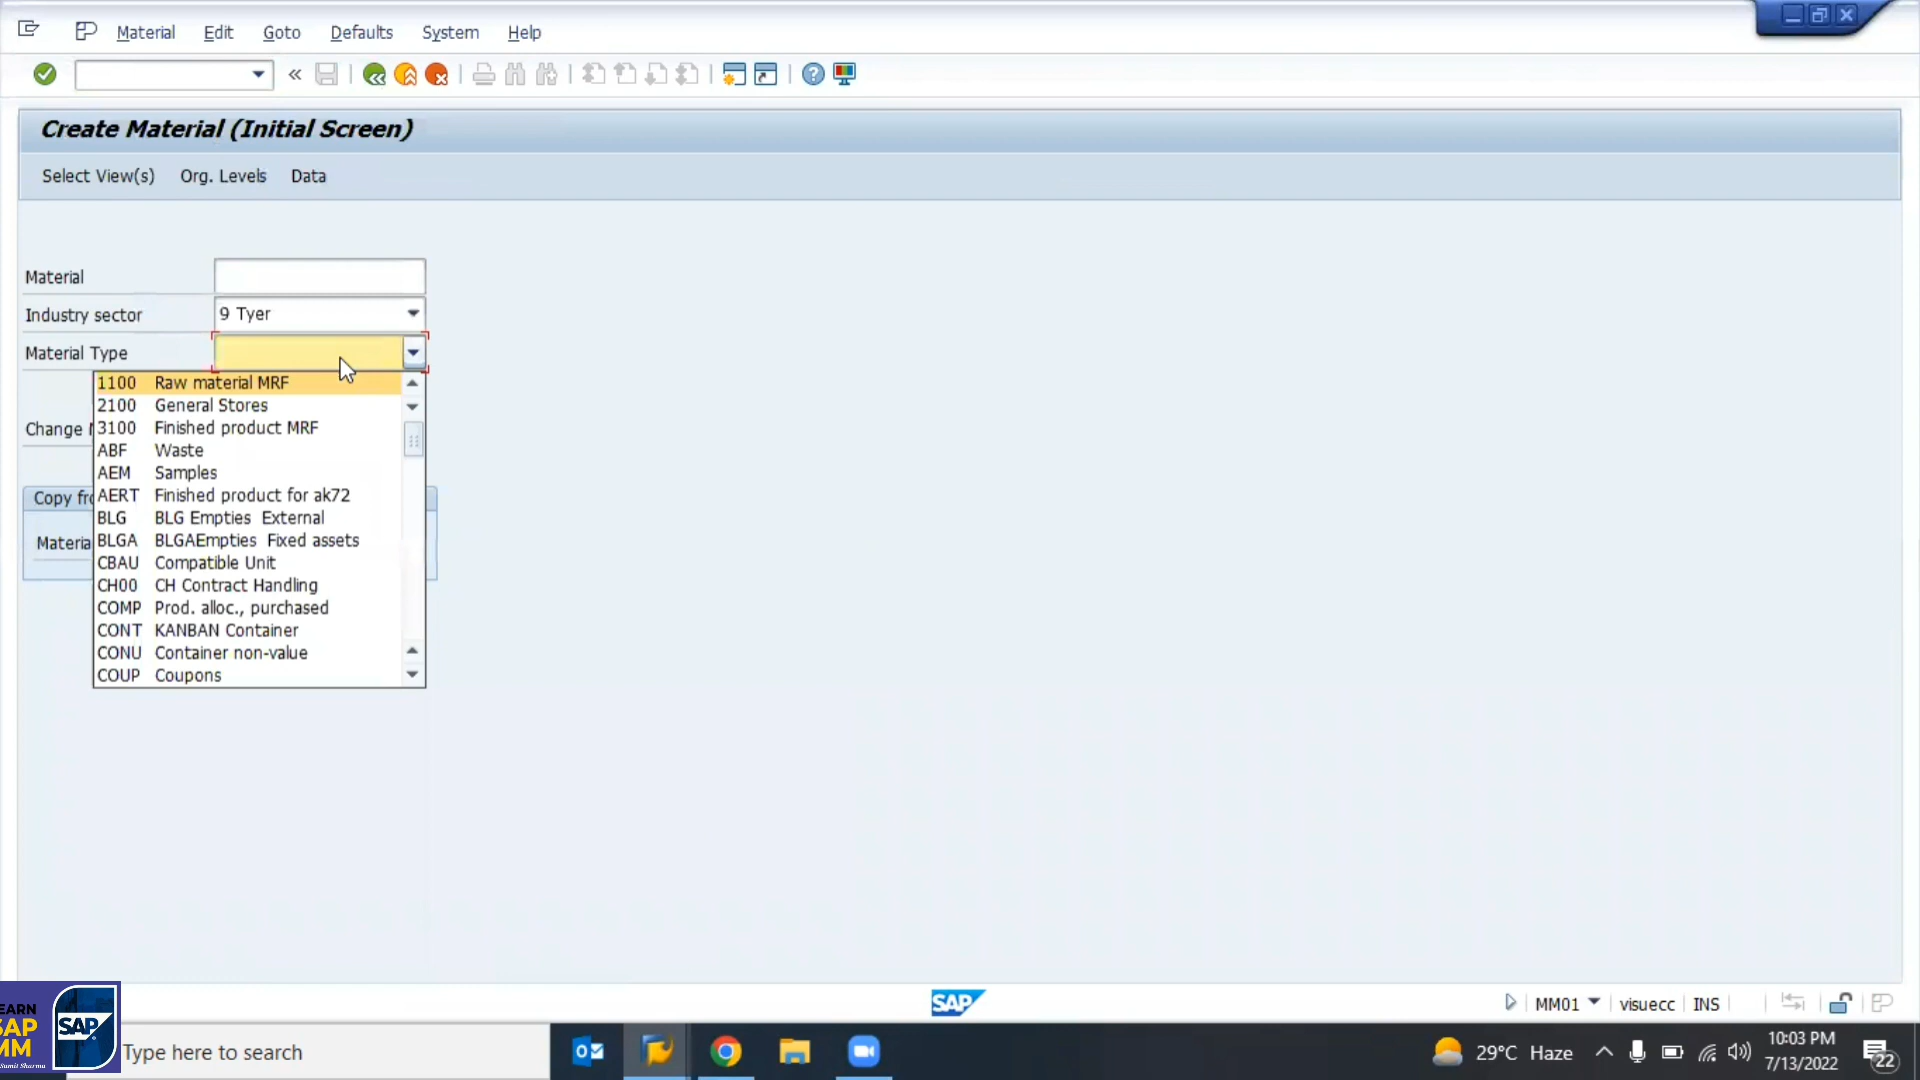 Material Edit Goto Defaults System Help
Create Material (Initial Screen)
Select View(s) Org. Levels Data
Material
Industry sector 9 Tyer
Material Type
1100 Raw material MRF
2100 General Stores
Change
3100 Finished product MRF
ABF Waste
AEM Samples
Copy
AERT Finished product for ak72
BLG BLG Empties External
Materia
BLGA BLGAEmpties Fixed assets
CBAU Compatible Unit
CH00 CH Contract Handling
COMP Prod. alloc., purchased
CONT KANBAN Container
CONU Container non-value
COUP Coupons
SAP
MM01 visuecc INS
EARN
SAP
MM
Sumit Sharma
SAP
Type here to search
29°C Haze
10:03 PM
7/13/2022
22